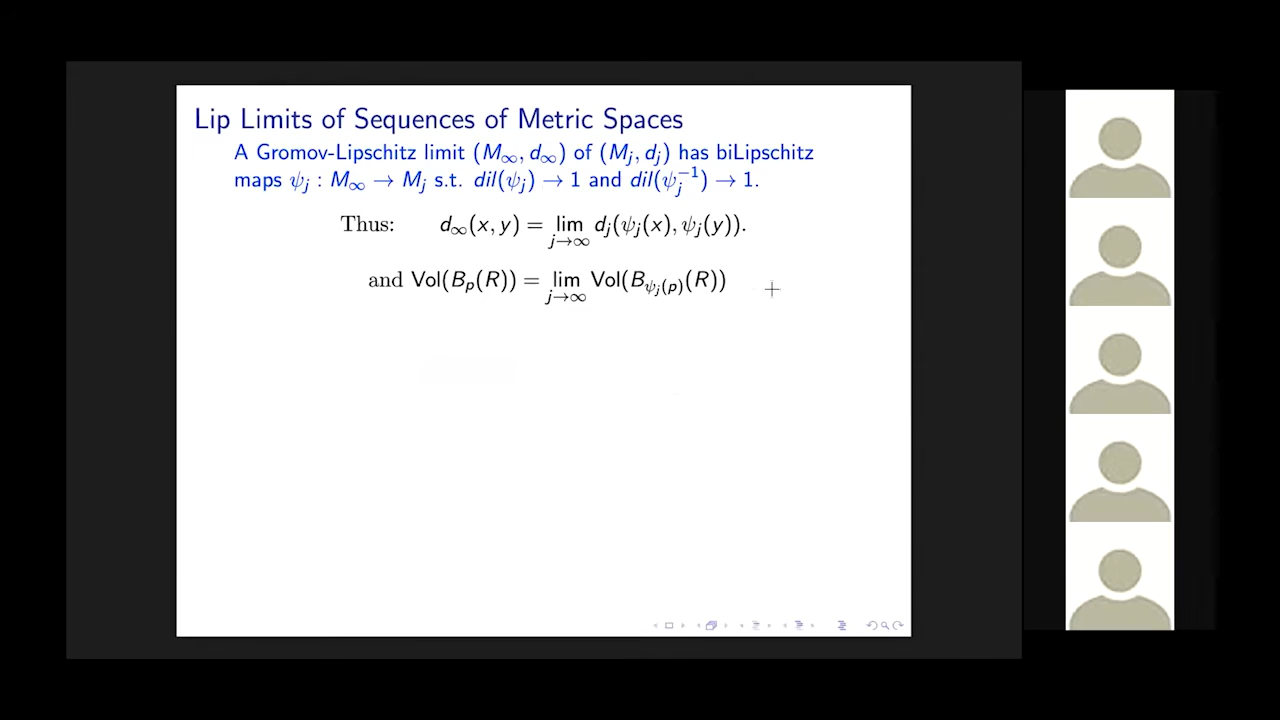 Lip Limits of Sequences of Metric Spaces
A Gromov-Lipschitz limit (M∞, d∞) of (Mⱼ, dⱼ) has biLipschitz
maps ψⱼ : M∞ → Mⱼ s.t. dil(ψⱼ) → 1 and dil(ψⱼ⁻¹) → 1.
Thus: d∞(x, y) = lim_{j→∞} dⱼ(ψⱼ(x), ψⱼ(y)).
and Vol(Bₚ(R)) = lim_{j→∞} Vol(B_{ψⱼ(p)}(R))